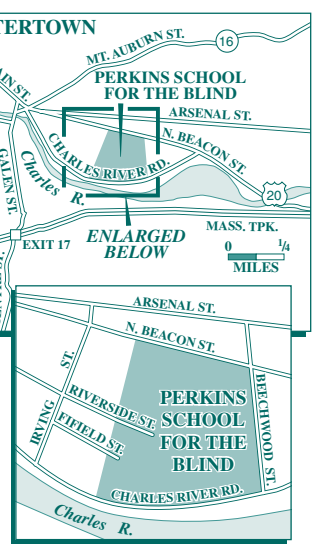 TERTOWN
MT. AUBURN ST.
16
AIN ST.
PERKINS SCHOOL
FOR THE BLIND
ARSENAL ST.
N. BEACON ST.
CHARLES RIVER RD.
GALEN ST.
Charles
R.
20
MASS. TPK.
EXIT 17
ENLARGED
BELOW
0 1/4
MILES
ARSENAL ST.
N. BEACON ST.
IRVING ST.
RIVERSIDE ST.
FIFIELD ST.
PERKINS
SCHOOL
FOR THE
BLIND
BEECHWOOD ST.
CHARLES RIVER RD.
Charles R.